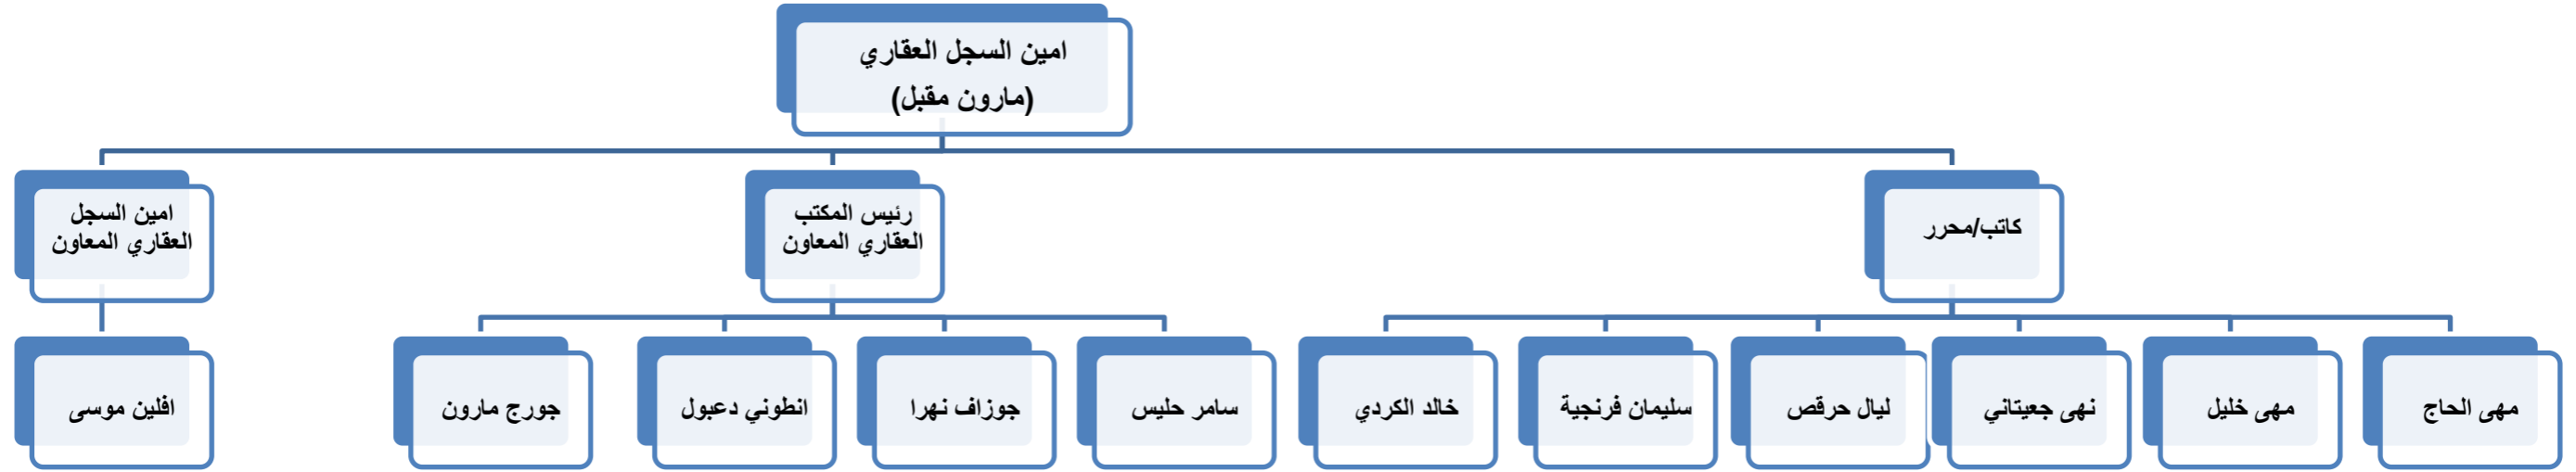 امين السجل العقاري
(مارون مقبل)
كاتب/محرر
رئيس المكتب
العقاري المعاون
امين السجل
العقاري المعاون
مهى الحاج
مهى خليل
نهى جعيتاني
ليال حرقص
سليمان فرنجية
خالد الكردي
سامر حليس
جوزاف نهرا
انطوني دعبول
جورج مارون
افلين موسى